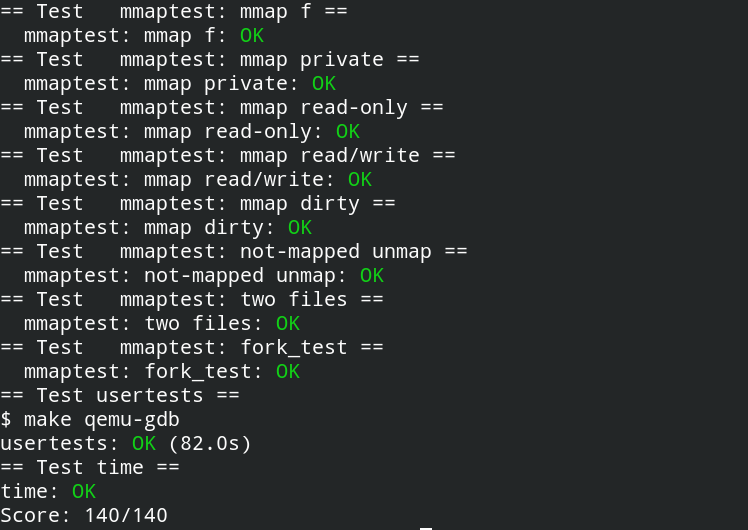 == Test   mmaptest: mmap f ==
  mmaptest: mmap f: OK
== Test   mmaptest: mmap private ==
  mmaptest: mmap private: OK
== Test   mmaptest: mmap read-only ==
  mmaptest: mmap read-only: OK
== Test   mmaptest: mmap read/write ==
  mmaptest: mmap read/write: OK
== Test   mmaptest: mmap dirty ==
  mmaptest: mmap dirty: OK
== Test   mmaptest: not-mapped unmap ==
  mmaptest: not-mapped unmap: OK
== Test   mmaptest: two files ==
  mmaptest: two files: OK
== Test   mmaptest: fork_test ==
  mmaptest: fork_test: OK
== Test usertests ==
$ make qemu-gdb
usertests: OK (82.0s)
== Test time ==
time: OK
Score: 140/140